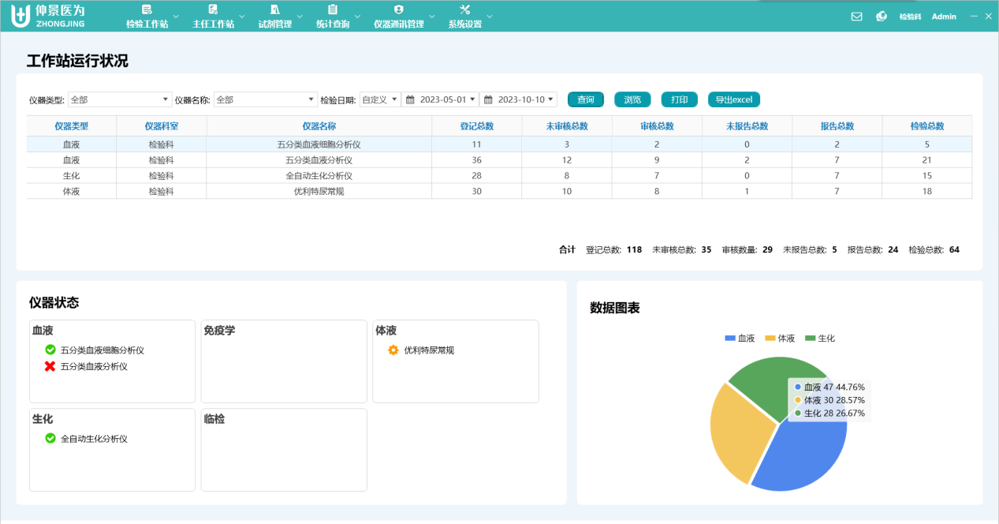 仲景医为
ZHONGJING
检验工作站 主任工作站 试剂管理 统计查询 仪器通讯管理 系统设置 检验科 Admin
工作站运行状况
仪器类型: 全部 仪器名称: 全部 检验日期: 自定义 2023-05-01 2023-10-10 查询 浏览 打印 导出excel
仪器类型 仪器科室 仪器名称 登记总数 未审核总数 审核总数 未报告总数 报告总数 检验总数
血液 检验科 五分类血液细胞分析仪 11 3 2 0 2 5
血液 检验科 五分类血液分析仪 36 12 9 2 7 21
生化 检验科 全自动生化分析仪 28 8 7 0 7 15
体液 检验科 优利特尿常规 30 10 8 1 7 18
合计 登记总数: 118 未审核总数: 35 审核数量: 29 未报告总数: 5 报告总数: 24 检验总数: 64
仪器状态
血液
五分类血液细胞分析仪
五分类血液分析仪
免疫学
体液
优利特尿常规
生化
全自动生化分析仪
临检
数据图表
血液 体液 生化
血液 47 44.76%
体液 30 28.57%
生化 28 26.67%